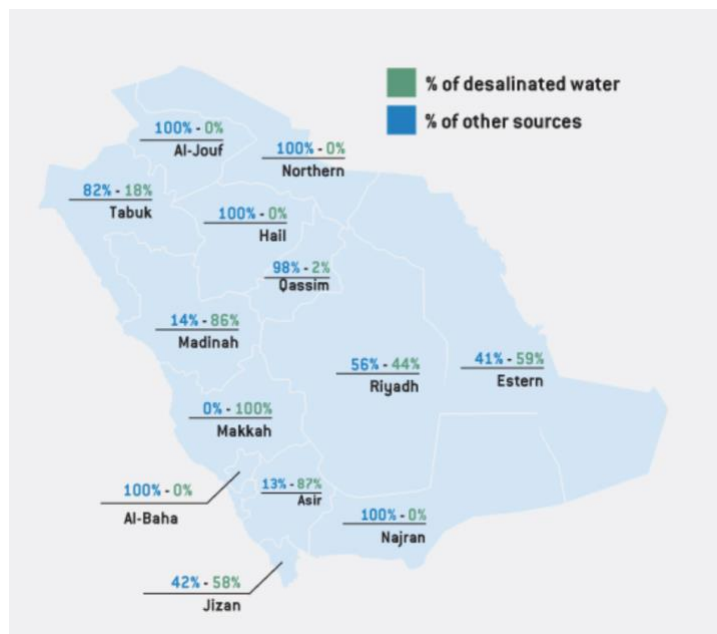 % of desalinated water
% of other sources
100% - 0%
Al-Jouf
100% - 0%
Northern
82% - 18%
Tabuk
100% - 0%
Hail
98% - 2%
Qassim
14% - 86%
Madinah
56% - 44%
Riyadh
41% - 59%
Estern
0% - 100%
Makkah
100% - 0%
Al-Baha
13% - 87%
Asir
100% - 0%
Najran
42% - 58%
Jizan